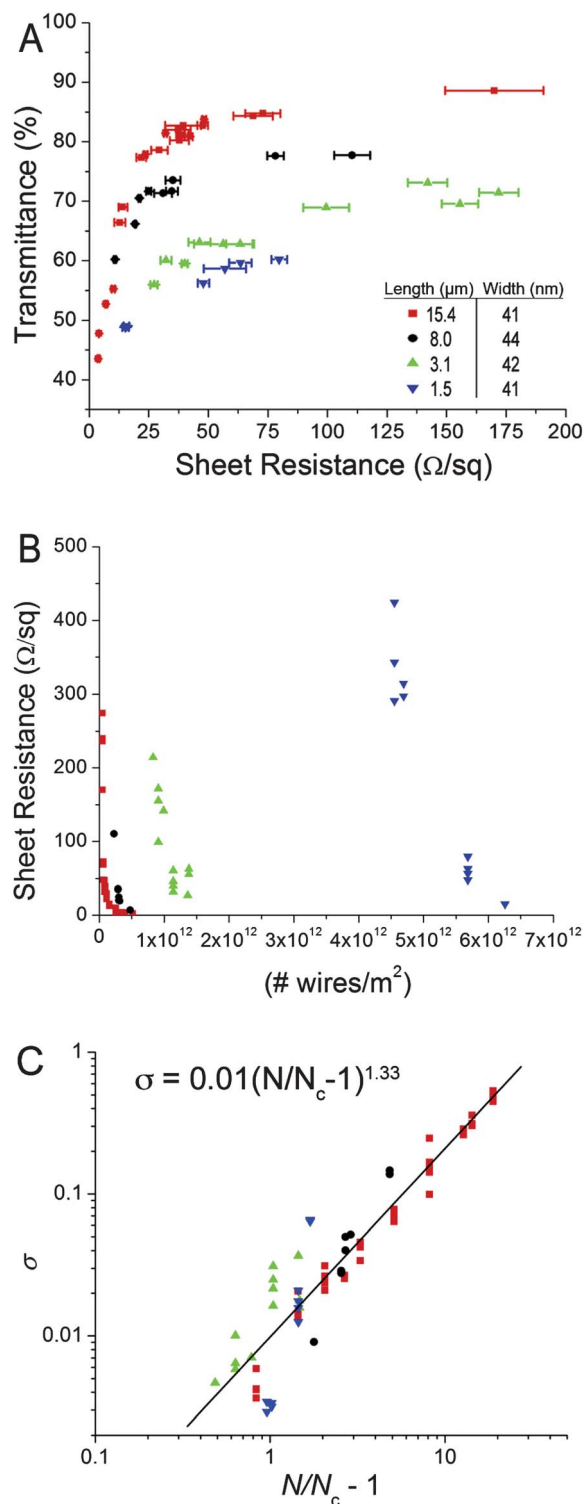 A
100
90
80
70
60
50
40
Transmittance (%)
0 25 50 75 100 125 150 175 200
Sheet Resistance (Ω/sq)
Length (μm) Width (nm)
15.4 41
8.0 44
3.1 42
1.5 41
B
500
400
300
200
100
0
Sheet Resistance (Ω/sq)
0 1x10¹² 2x10¹² 3x10¹² 4x10¹² 5x10¹² 6x10¹² 7x10¹²
(# wires/m²)
C
σ = 0.01(N/Nc-1)^1.33
1
0.1
0.01
σ
0.1 1 10
N/Nc - 1